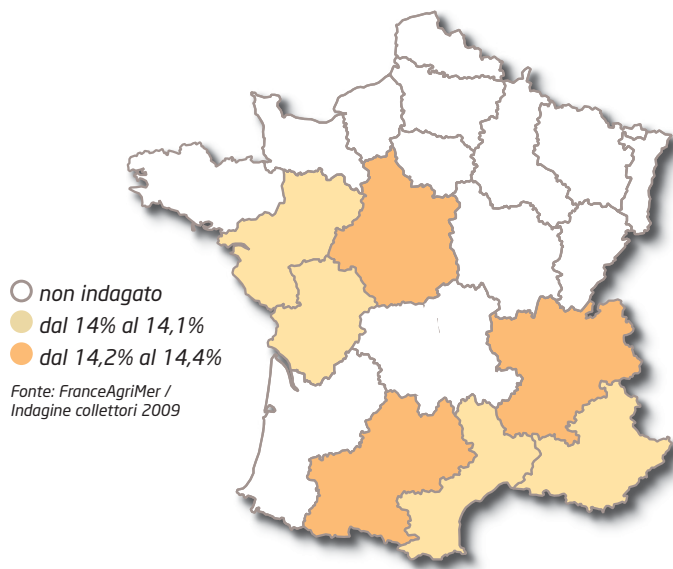 non indagato
dal 14% al 14,1%
dal 14,2% al 14,4%
Fonte: FranceAgriMer /
Indagine collettori 2009